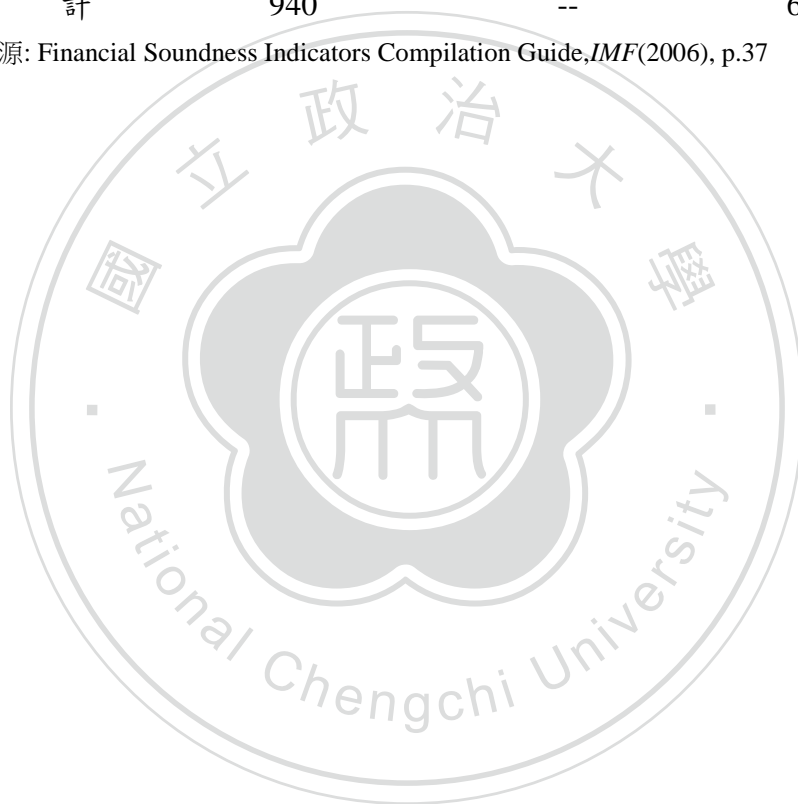 計 940 -- 6
源: Financial Soundness Indicators Compilation Guide,IMF(2006), p.37
國立政治大學
政
National Chengchi University